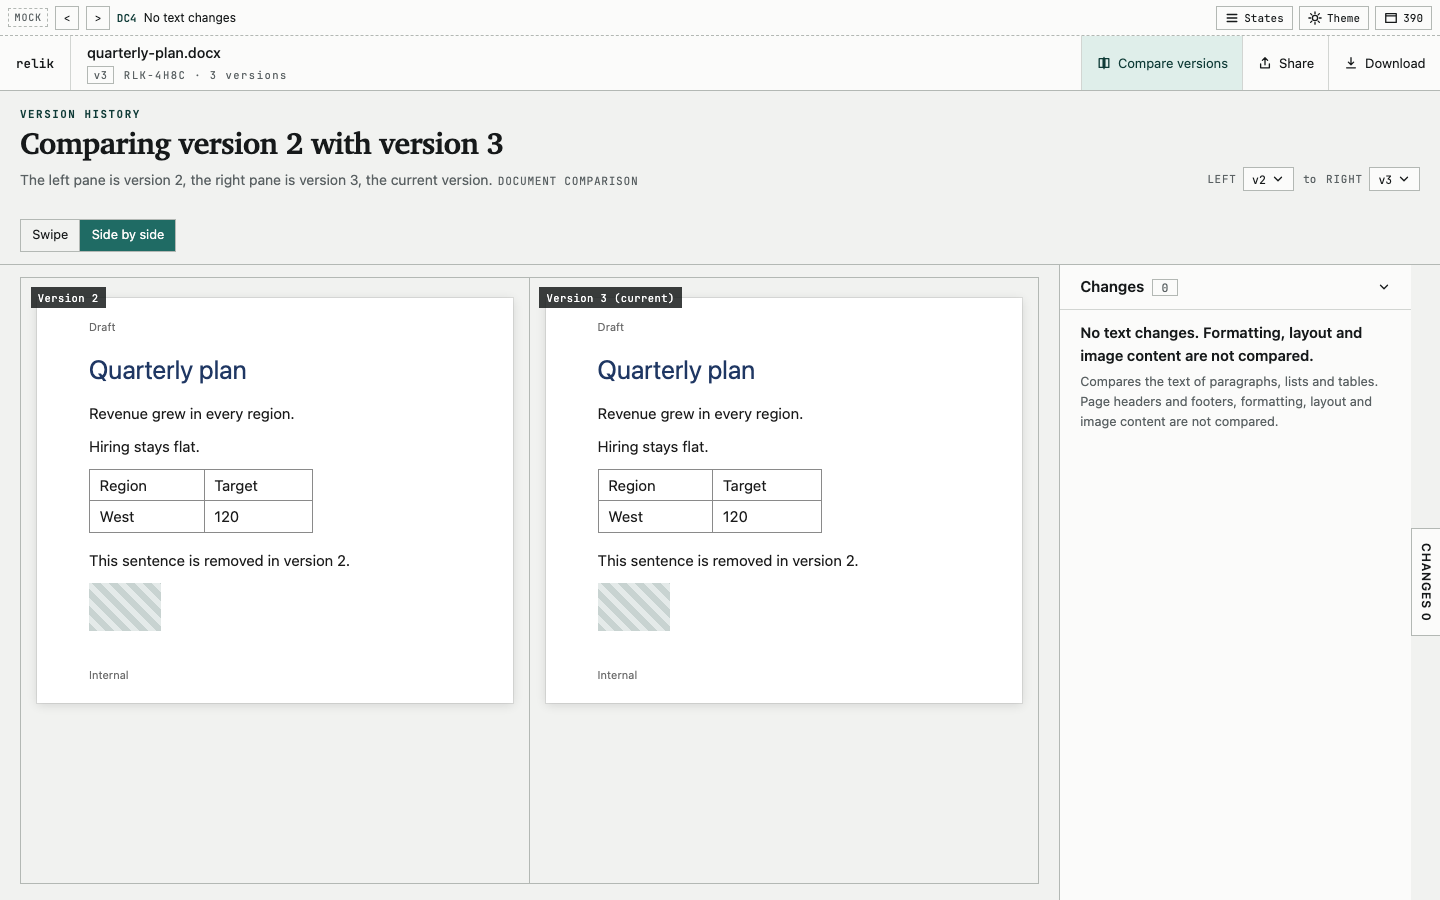 MOCK < > DC4 No text changes States Theme 390
relik quarterly-plan.docx Compare versions Share Download
v3 RLK-4H8C · 3 versions
VERSION HISTORY
Comparing version 2 with version 3
The left pane is version 2, the right pane is version 3, the current version. DOCUMENT COMPARISON LEFT v2 to RIGHT v3
Swipe Side by side
Version 2
Draft
Quarterly plan
Revenue grew in every region.
Hiring stays flat.
Region Target
West 120
This sentence is removed in version 2.
Internal
Version 3 (current)
Draft
Quarterly plan
Revenue grew in every region.
Hiring stays flat.
Region Target
West 120
This sentence is removed in version 2.
Internal
Changes 0
No text changes. Formatting, layout and
image content are not compared.
Compares the text of paragraphs, lists and tables.
Page headers and footers, formatting, layout and
image content are not compared.
CHANGES 0